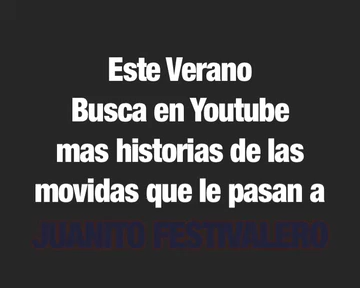 Este Verano
Busca en Youtube
mas historias de las
movidas que le pasan a
JUANITO FESTIVALERO